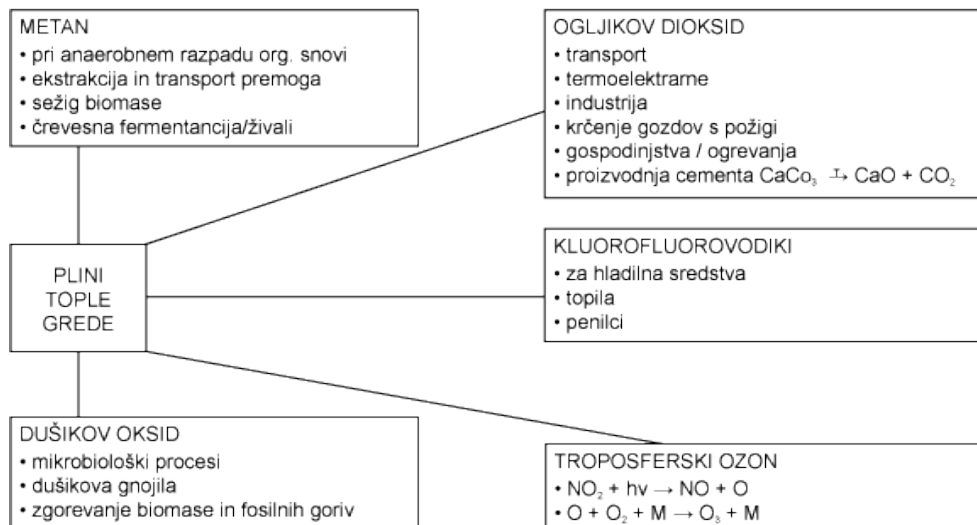 METAN
• pri anaerobnem razpadu org. snovi
• ekstrakcija in transport premoga
• sežig biomase
• črevesna fermentancija/živali
OGLJIKOV DIOKSID
• transport
• termoelektrarne
• industrija
• krčenje gozdov s požigi
• gospodinjstva / ogrevanja
• proizvodnja cementa CaCo₃ →ᵀ CaO + CO₂
PLINI
TOPLE
GREDE
KLUOROFLUOROVODIKI
• za hladilna sredstva
• topila
• penilci
DUŠIKOV OKSID
• mikrobiološki procesi
• dušikova gnojila
• zgorevanje biomase in fosilnih goriv
TROPOSFERSKI OZON
• NO₂ + hv → NO + O
• O + O₂ + M → O₃ + M